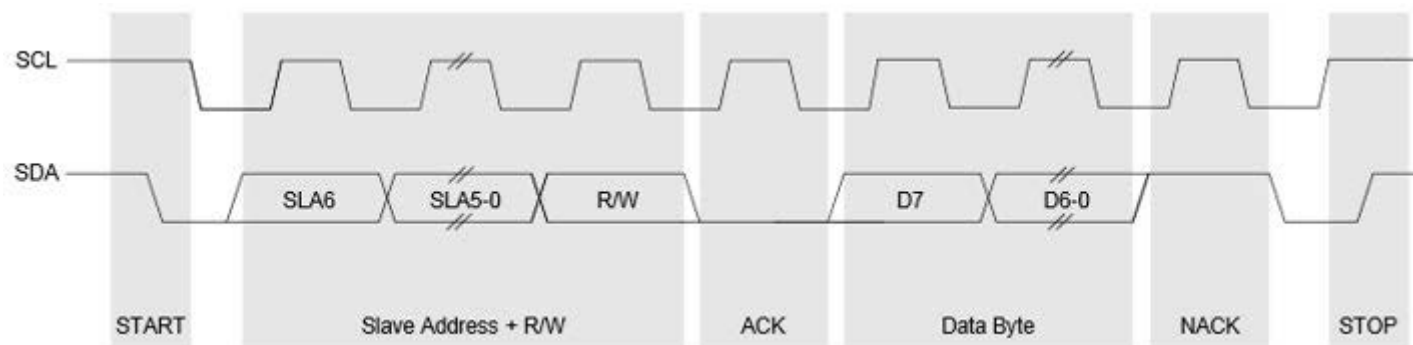 SCL
SDA
SLA6 SLA5-0 R/W D7 D6-0
START Slave Address + R/W ACK Data Byte NACK STOP